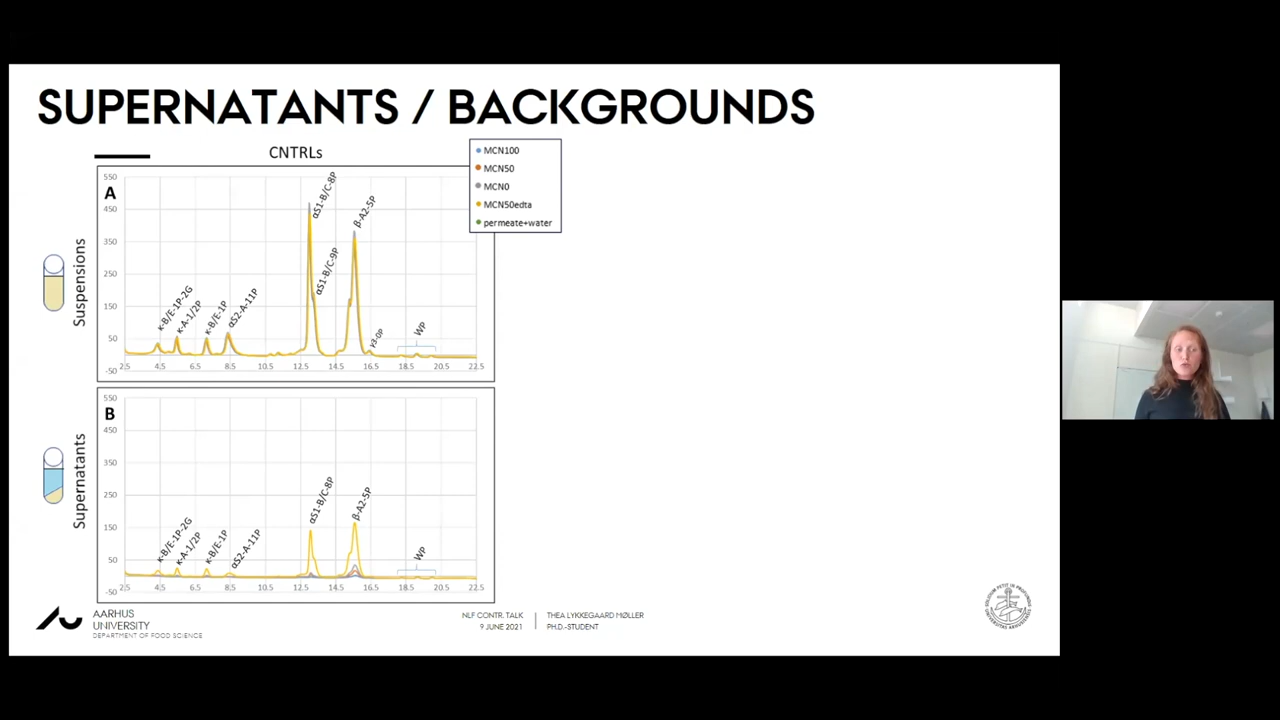 SUPERNATANTS / BACKGROUNDS
CNTRLs
MCN100
MCN50
MCN0
MCN50edta
permeate+water
Suspensions
A
550
450
350
250
150
50
-50
2.5 4.5 6.5 8.5 10.5 12.5 14.5 16.5 18.5 20.5 22.5
κ-B/E-1P-2G
κ-A-1/2P
κ-B/E-1P
αS2-A-11P
αS1-B/C-8P
αS1-B/C-9P
β-A2-5P
γ3-0P
WP
Supernatants
B
550
450
350
250
150
50
-50
2.5 4.5 6.5 8.5 10.5 12.5 14.5 16.5 18.5 20.5 22.5
κ-B/E-1P-2G
κ-A-1/2P
κ-B/E-1P
αS2-A-11P
αS1-B/C-8P
β-A2-5P
WP
AARHUS
UNIVERSITY
DEPARTMENT OF FOOD SCIENCE
NLF CONTR. TALK
9 JUNE 2021
THEA LYKKEGAARD MØLLER
PH.D.-STUDENT